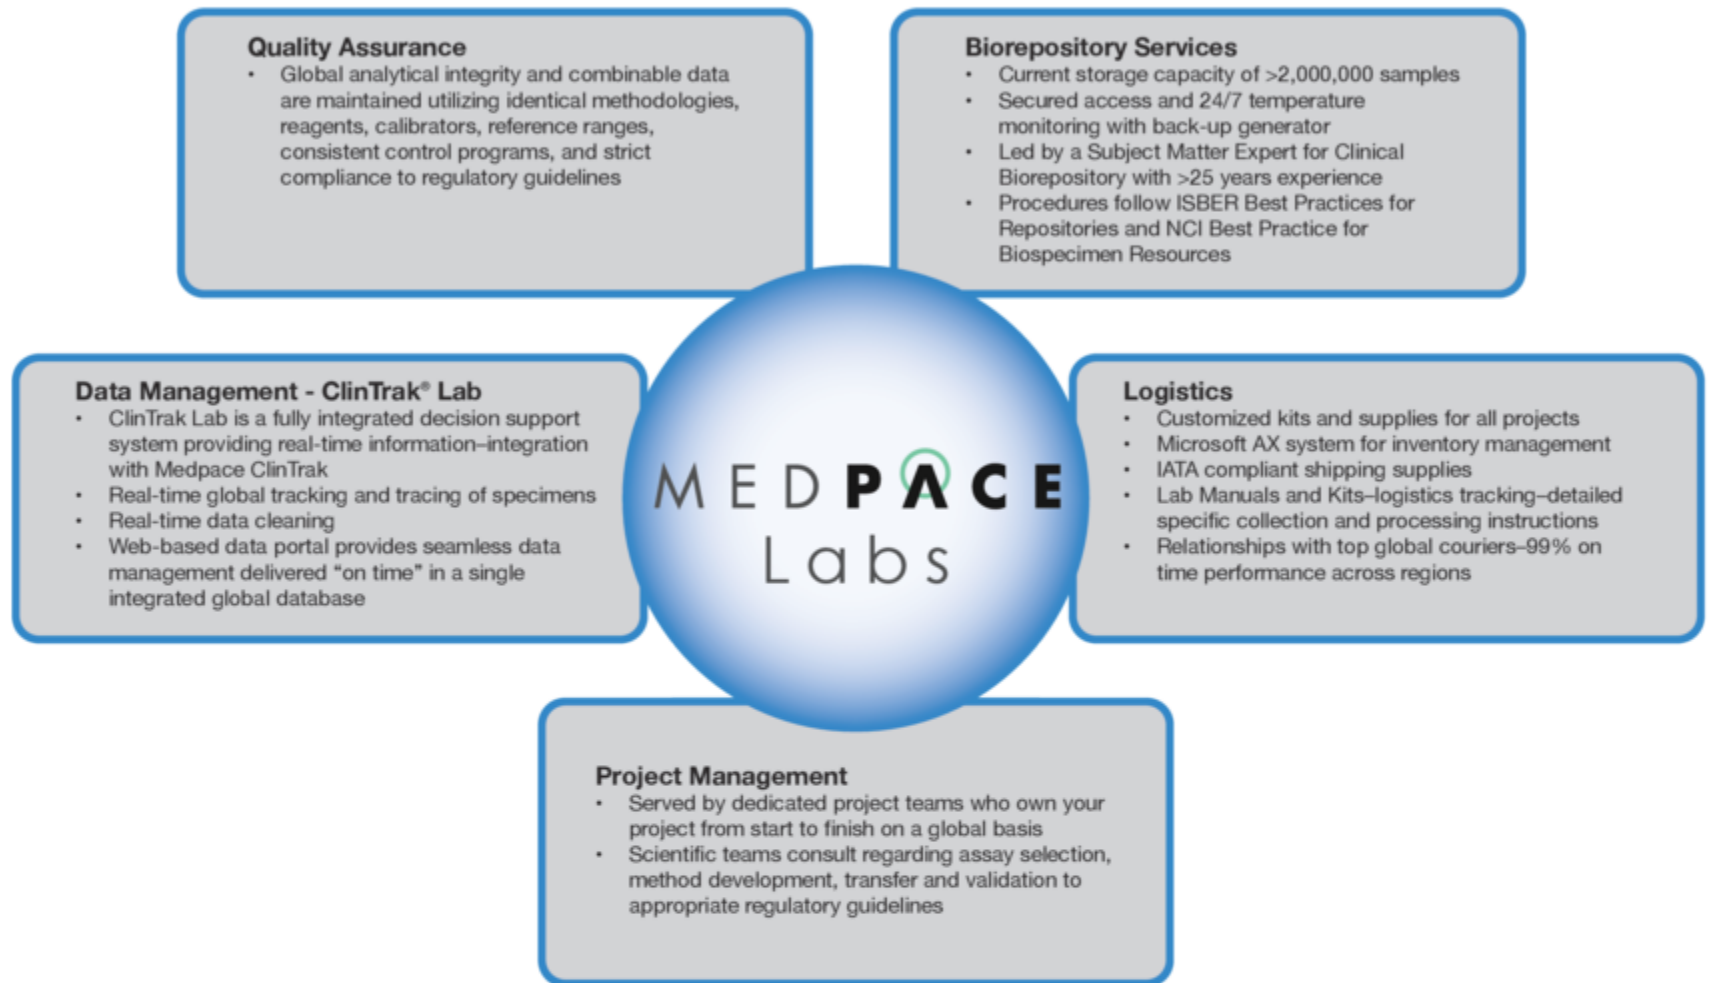 Quality Assurance
• Global analytical integrity and combinable data
are maintained utilizing identical methodologies,
reagents, calibrators, reference ranges,
consistent control programs, and strict
compliance to regulatory guidelines
Biorepository Services
• Current storage capacity of >2,000,000 samples
• Secured access and 24/7 temperature
monitoring with back-up generator
• Led by a Subject Matter Expert for Clinical
Biorepository with >25 years experience
• Procedures follow ISBER Best Practices for
Repositories and NCI Best Practice for
Biospecimen Resources
Data Management - ClinTrak® Lab
• ClinTrak Lab is a fully integrated decision support
system providing real-time information–integration
with Medpace ClinTrak
• Real-time global tracking and tracing of specimens
• Real-time data cleaning
• Web-based data portal provides seamless data
management delivered “on time” in a single
integrated global database
MEDPACE
Labs
Logistics
• Customized kits and supplies for all projects
• Microsoft AX system for inventory management
• IATA compliant shipping supplies
• Lab Manuals and Kits–logistics tracking–detailed
specific collection and processing instructions
• Relationships with top global couriers–99% on
time performance across regions
Project Management
• Served by dedicated project teams who own your
project from start to finish on a global basis
• Scientific teams consult regarding assay selection,
method development, transfer and validation to
appropriate regulatory guidelines